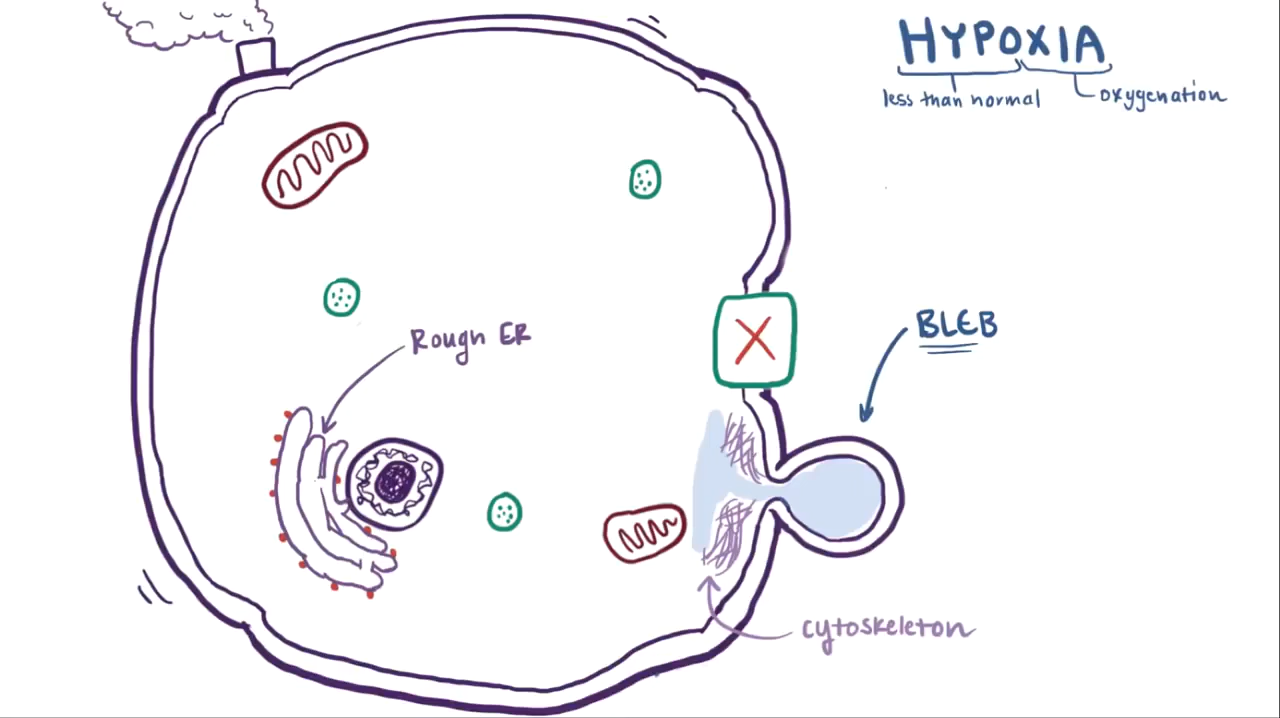 HYPOXIA
less than normal
oxygenation
Rough ER
BLEB
cytoskeleton